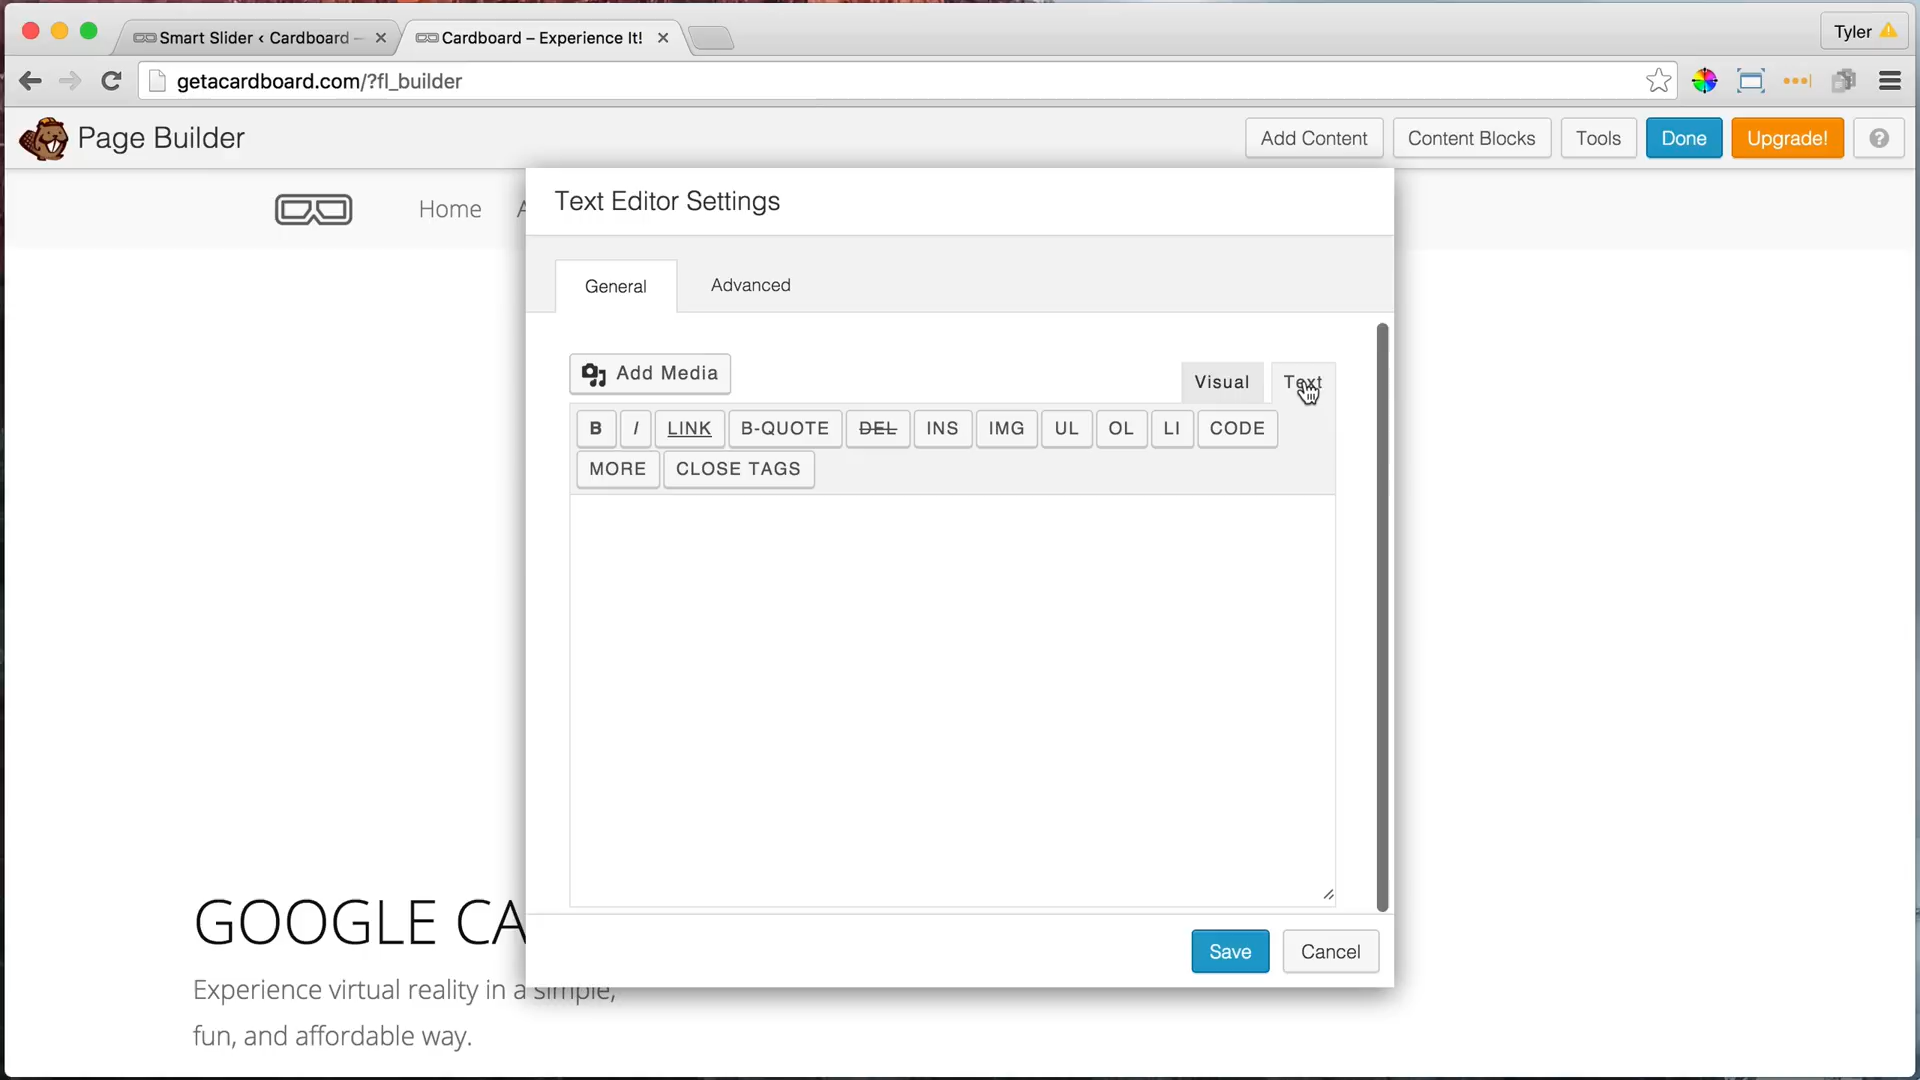 Smart Slider ‹ Cardboard –
Cardboard – Experience It!
Tyler
getacardboard.com/?fl_builder
Page Builder
Add Content
Content Blocks
Tools
Done
Upgrade!
?
Home
A
Text Editor Settings
General
Advanced
Add Media
Visual
Text
B
I
LINK
B-QUOTE
DEL
INS
IMG
UL
OL
LI
CODE
MORE
CLOSE TAGS
GOOGLE CA
Experience virtual reality in a simple,
fun, and affordable way.
Save
Cancel